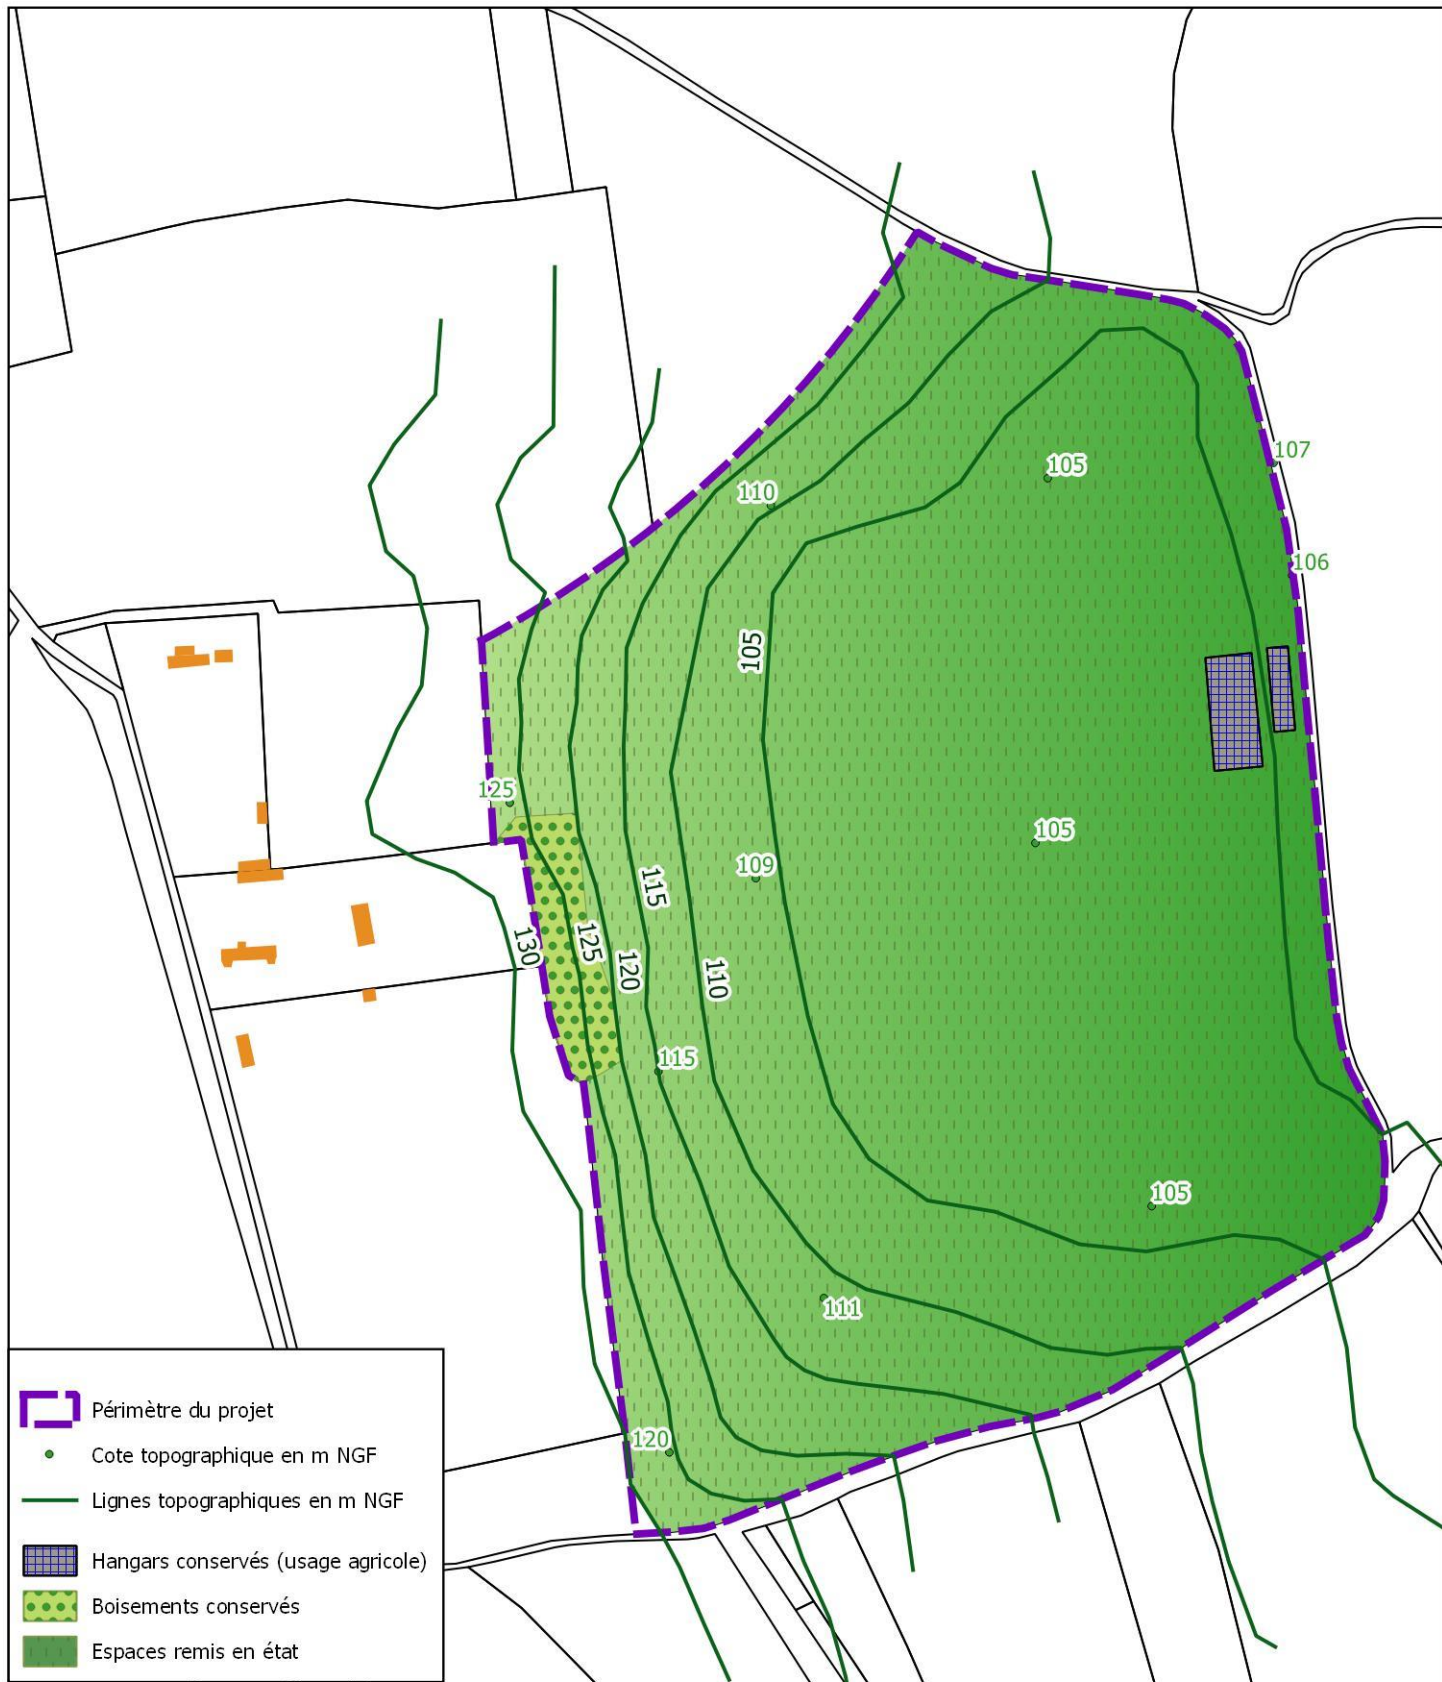 107
105
110
106
105
125
105
109
115
130
125
120
110
115
105
111
120
Périmètre du projet
Cote topographique en m NGF
Lignes topographiques en m NGF
Hangars conservés (usage agricole)
Boisements conservés
Espaces remis en état